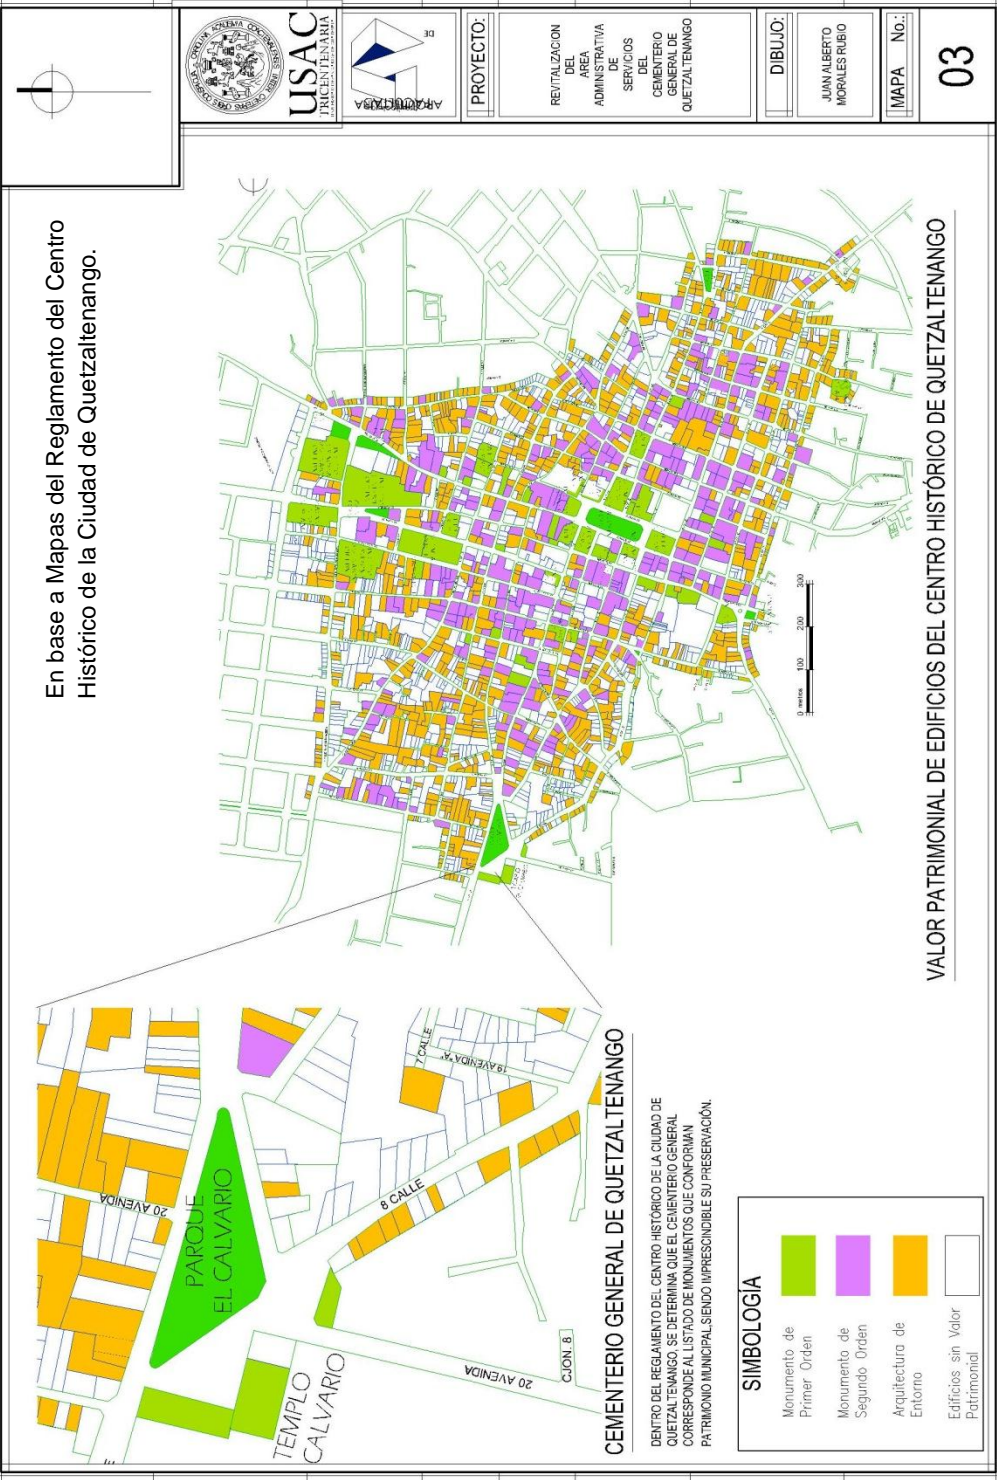 En base a Mapas del Reglamento del Centro
Histórico de la Ciudad de Quetzaltenango.
USAC
TRICENTENARIA
DE
PROYECTO:
REVITALIZACION
DEL
AREA
ADMINISTRATIVA
DE
SERVICIOS
DEL
CEMENTERIO
GENERAL DE
QUETZALTENANGO
DIBUJO:
JUAN ALBERTO
MORALES RUBIO
MAPA No.:
03
0 metros 100 200 300
VALOR PATRIMONIAL DE EDIFICIOS DEL CENTRO HISTÓRICO DE QUETZALTENANGO
20 AVENIDA
PARQUE
EL CALVARIO
7 CALLE
19 AVENIDA "A"
8 CALLE
TEMPLO
CALVARIO
20 AVENIDA
CJON. 8
CEMENTERIO GENERAL DE QUETZALTENANGO
DENTRO DEL REGLAMENTO DEL CENTRO HISTÓRICO DE LA CIUDAD DE
QUETZALTENANGO, SE DETERMINA QUE EL CEMENTERIO GENERAL
CORRESPONDE AL LISTADO DE MONUMENTOS QUE CONFORMAN
PATRIMONIO MUNICIPAL,SIENDO IMPRESCINDIBLE SU PRESERVACIÓN.
SIMBOLOGÍA
Monumento de
Primer Orden
Monumento de
Segundo Orden
Arquitectura de
Entorno
Edificios sin Valor
Patrimonial